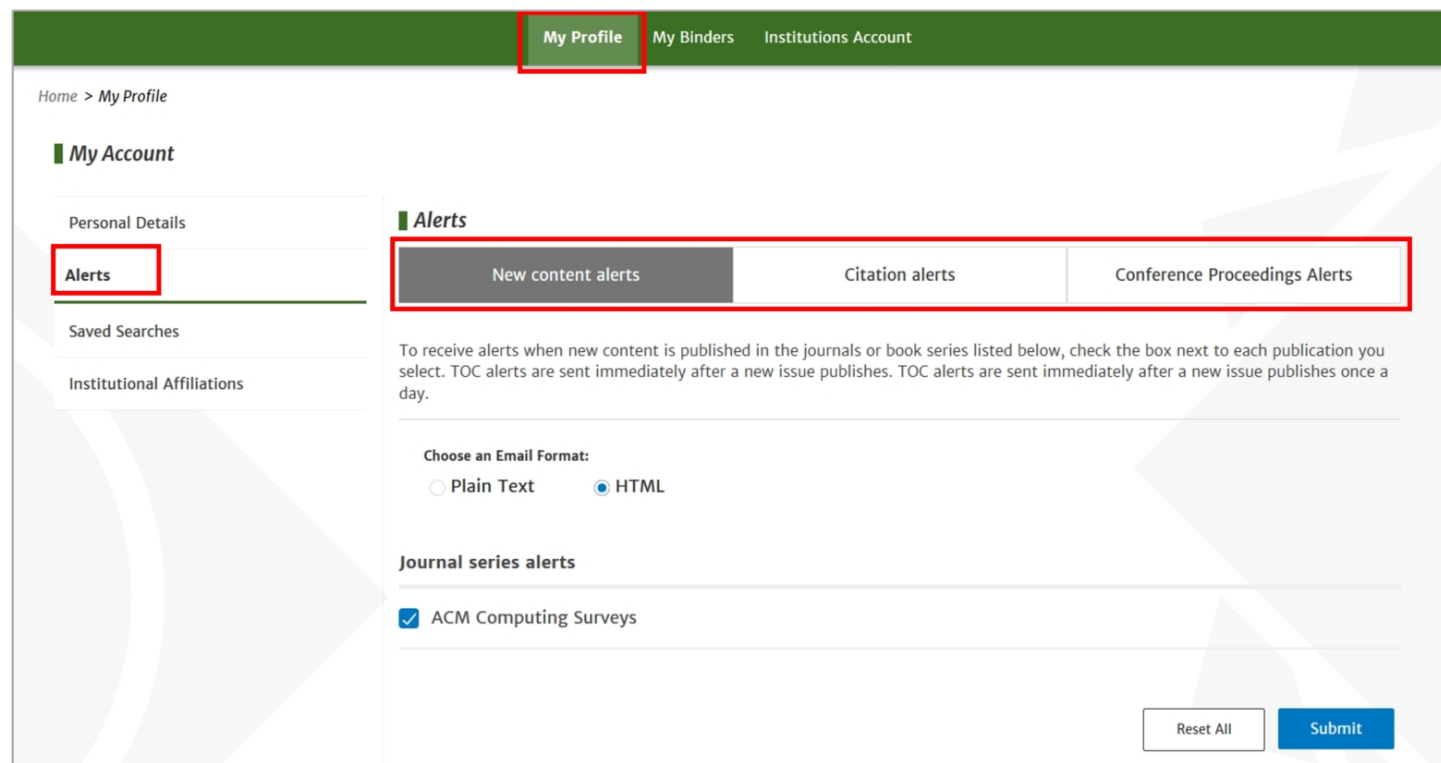 My Profile My Binders Institutions Account
Home > My Profile
My Account
Personal Details
Alerts
Saved Searches
Institutional Affiliations
Alerts
New content alerts Citation alerts Conference Proceedings Alerts
To receive alerts when new content is published in the journals or book series listed below, check the box next to each publication you
select. TOC alerts are sent immediately after a new issue publishes. TOC alerts are sent immediately after a new issue publishes once a
day.
Choose an Email Format:
Plain Text HTML
Journal series alerts
ACM Computing Surveys
Reset All Submit